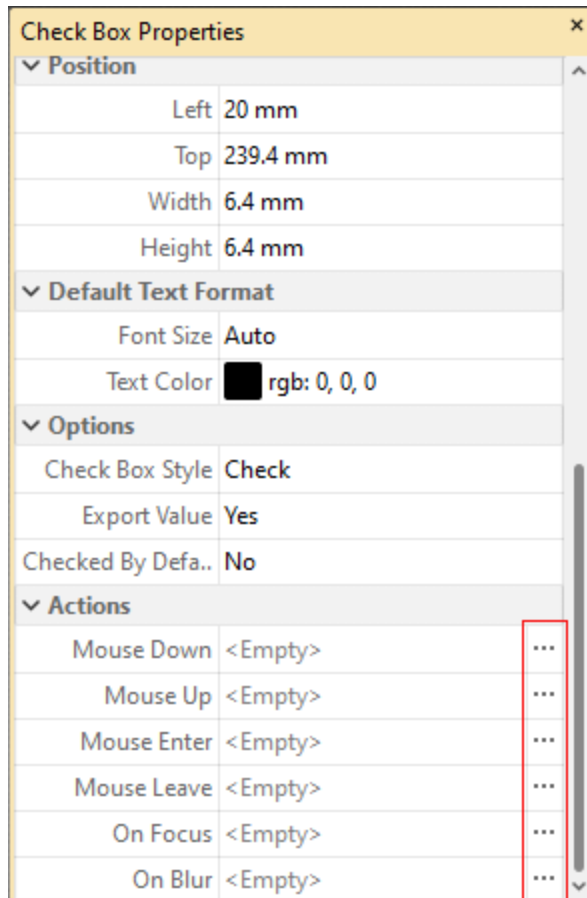 Check Box Properties
Position
Left 20 mm
Top 239.4 mm
Width 6.4 mm
Height 6.4 mm
Default Text Format
Font Size Auto
Text Color rgb: 0, 0, 0
Options
Check Box Style Check
Export Value Yes
Checked By Defa.. No
Actions
Mouse Down <Empty> ...
Mouse Up <Empty> ...
Mouse Enter <Empty> ...
Mouse Leave <Empty> ...
On Focus <Empty> ...
On Blur <Empty> ...